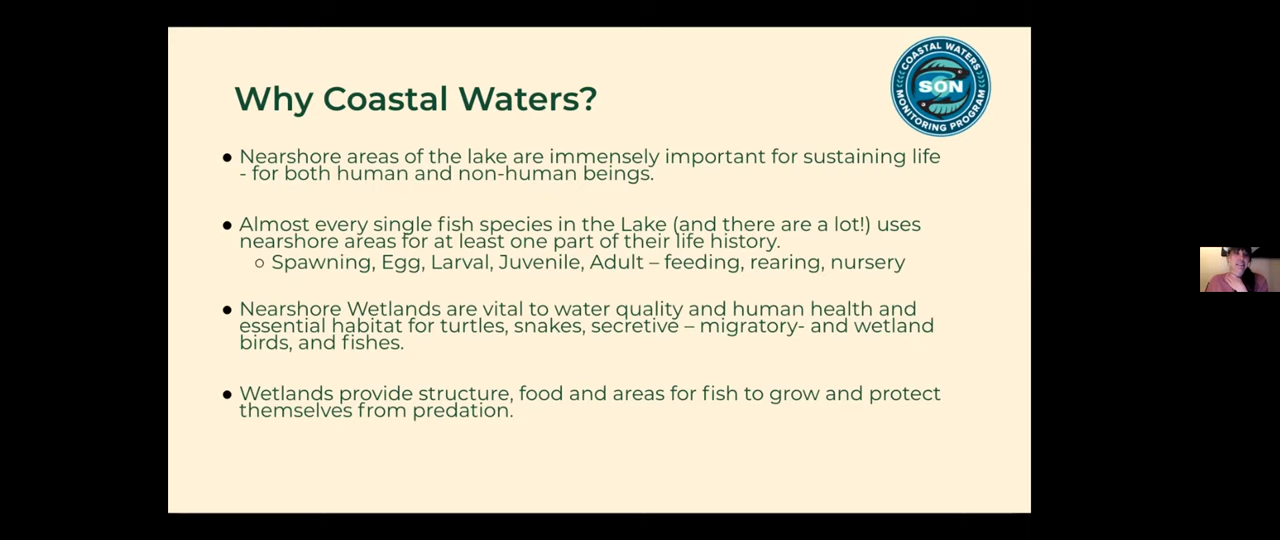 COASTAL WATERS
SON
MONITORING PROGRAM
Why Coastal Waters?
● Nearshore areas of the lake are immensely important for sustaining life
- for both human and non-human beings.
● Almost every single fish species in the Lake (and there are a lot!) uses
nearshore areas for at least one part of their life history.
○ Spawning, Egg, Larval, Juvenile, Adult – feeding, rearing, nursery
● Nearshore Wetlands are vital to water quality and human health and
essential habitat for turtles, snakes, secretive – migratory- and wetland
birds, and fishes.
● Wetlands provide structure, food and areas for fish to grow and protect
themselves from predation.